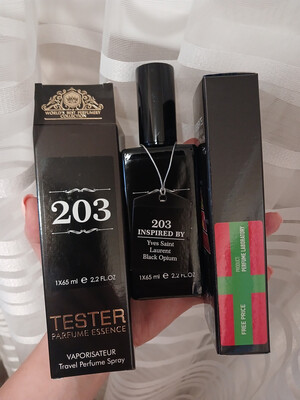 WORLD'S BEST PERFUMERY
203
1X65 ml e 2.2 FL.OZ
TESTER
PARFUME ESSENCE
VAPORISATEUR
Travel Perfume Spray
203
INSPIRED BY
Yves Saint
Laurent
Black Opium
1X65 ml e 2.2 FL.OZ
PERFUME LABORATORY
FREE PRICE